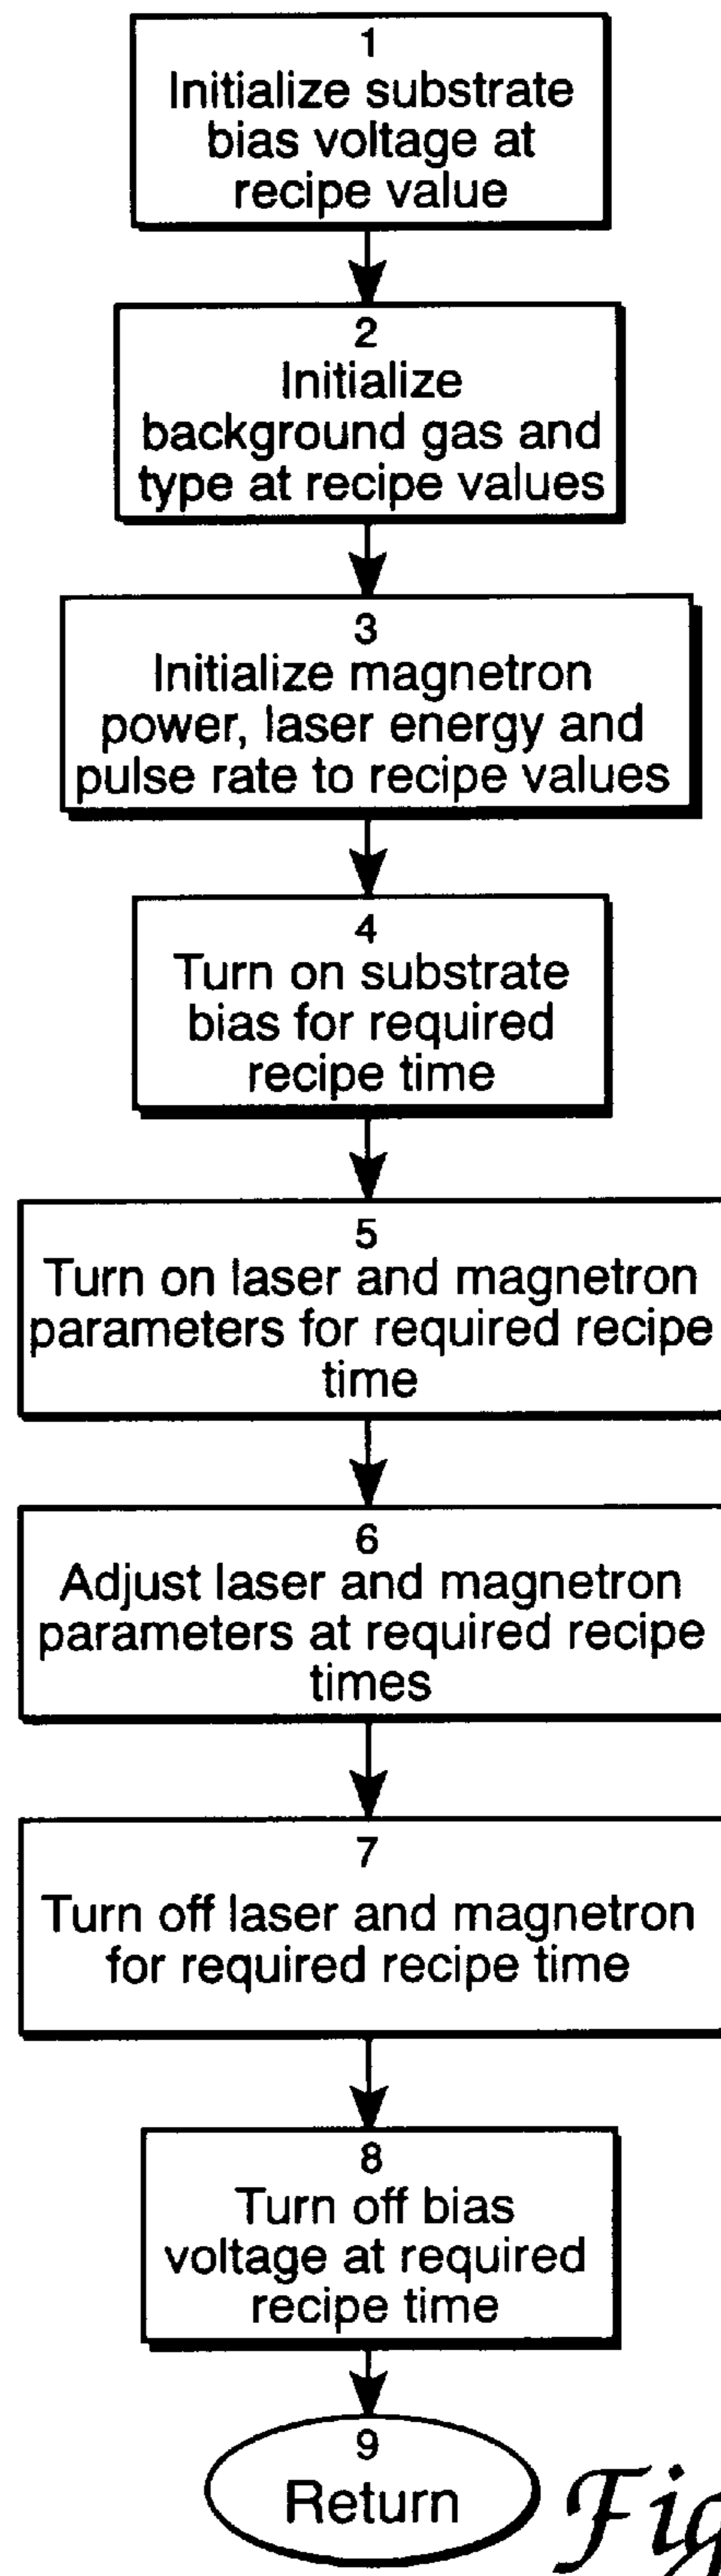 1
Initialize substrate
bias voltage at
recipe value
2
Initialize
background gas and
type at recipe values
3
Initialize magnetron
power, laser energy and
pulse rate to recipe values
4
Turn on substrate
bias for required
recipe time
5
Turn on laser and magnetron
parameters for required recipe
time
6
Adjust laser and magnetron
parameters at required recipe
times
7
Turn off laser and magnetron
for required recipe time
8
Turn off bias
voltage at required
recipe time
9
Return
Fig